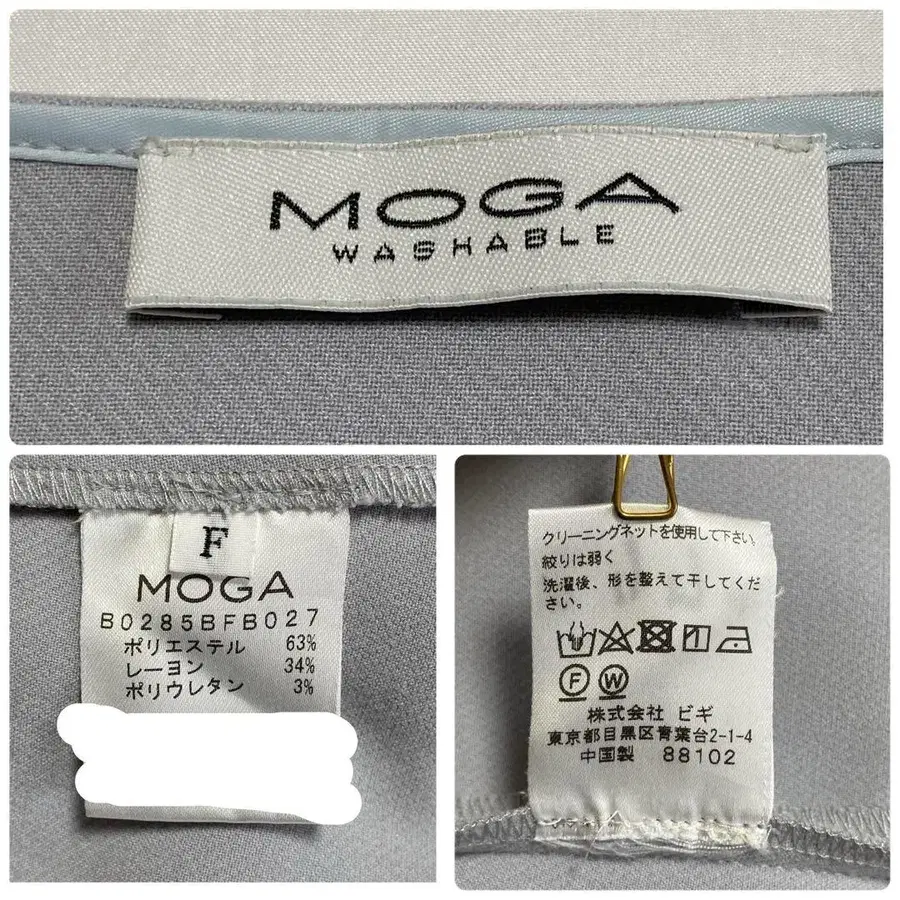 MOGA
WASHABLE
F
MOGA
B0285BFB027
ポリエステル 63%
レーヨン 34%
ポリウレタン 3%
クリーニングネットを使用して下さい。
絞りは弱く
洗濯後、形を整えて干してくだ
さい。
F W
株式会社 ビギ
東京都目黒区青葉台2-1-4
中国製 88102